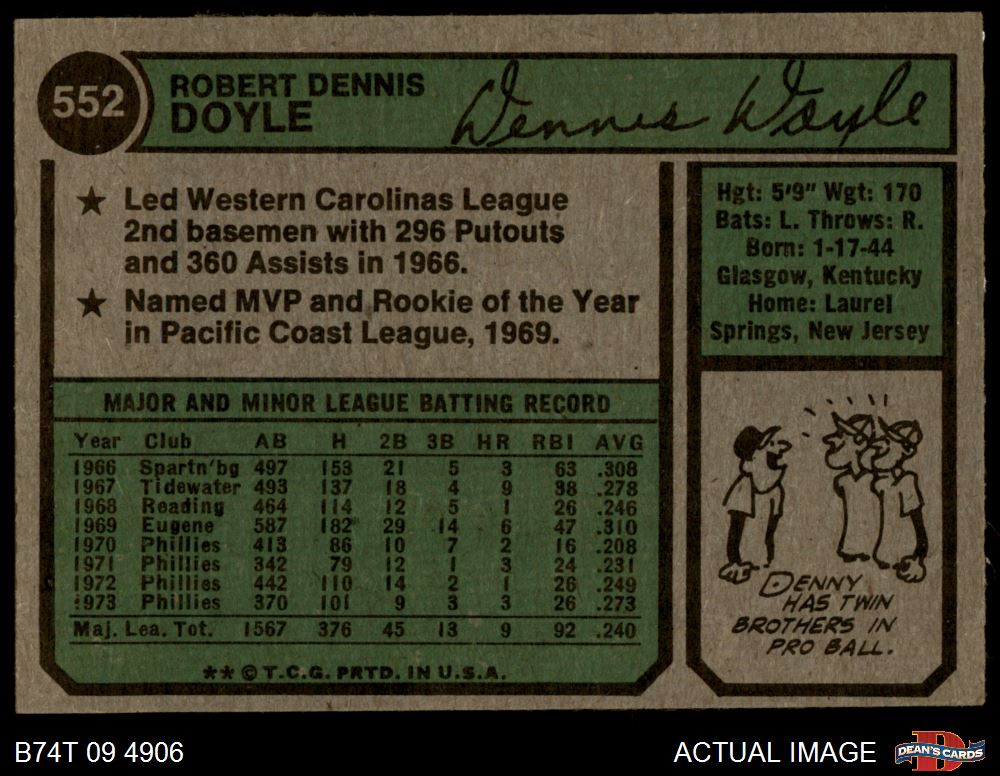 552
ROBERT DENNIS
DOYLE
Dennis Doyle
★ Led Western Carolinas League
2nd basemen with 296 Putouts
and 360 Assists in 1966.
★ Named MVP and Rookie of the Year
in Pacific Coast League, 1969.
Hgt: 5'9" Wgt: 170
Bats: L. Throws: R.
Born: 1-17-44
Glasgow, Kentucky
Home: Laurel
Springs, New Jersey
MAJOR AND MINOR LEAGUE BATTING RECORD
Year Club AB H 2B 3B HR RBI AVG
1966 Spartn'bg 497 153 21 5 3 63 .308
1967 Tidewater 493 137 18 4 9 38 .278
1968 Reading 464 114 12 5 1 26 .246
1969 Eugene 587 182 29 14 6 47 .310
1970 Phillies 413 86 10 7 2 16 .208
1971 Phillies 342 79 12 1 3 24 .231
1972 Phillies 442 110 14 2 1 26 .249
1973 Phillies 370 101 9 3 3 26 .273
Maj. Lea. Tot. 1567 376 45 13 9 92 .240
** © T.C.G. PRTD. IN U.S.A.
DENNY
HAS TWIN
BROTHERS IN
PRO BALL.
B74T 09 4906
ACTUAL IMAGE
DEAN'S CARDS